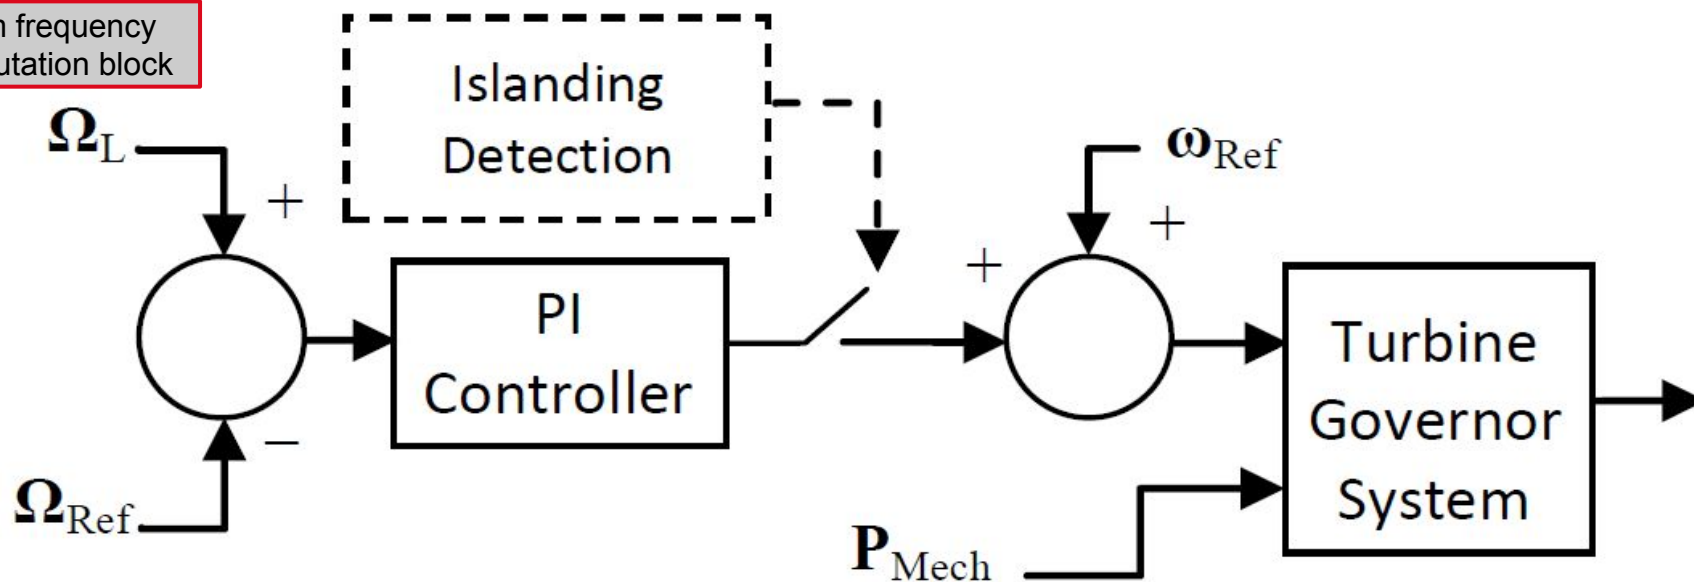 frequency
utation block
Islanding
Detection
Ω_L
+
ω_Ref
+
+
PI
Controller
Turbine
Governor
System
−
Ω_Ref
P_Mech